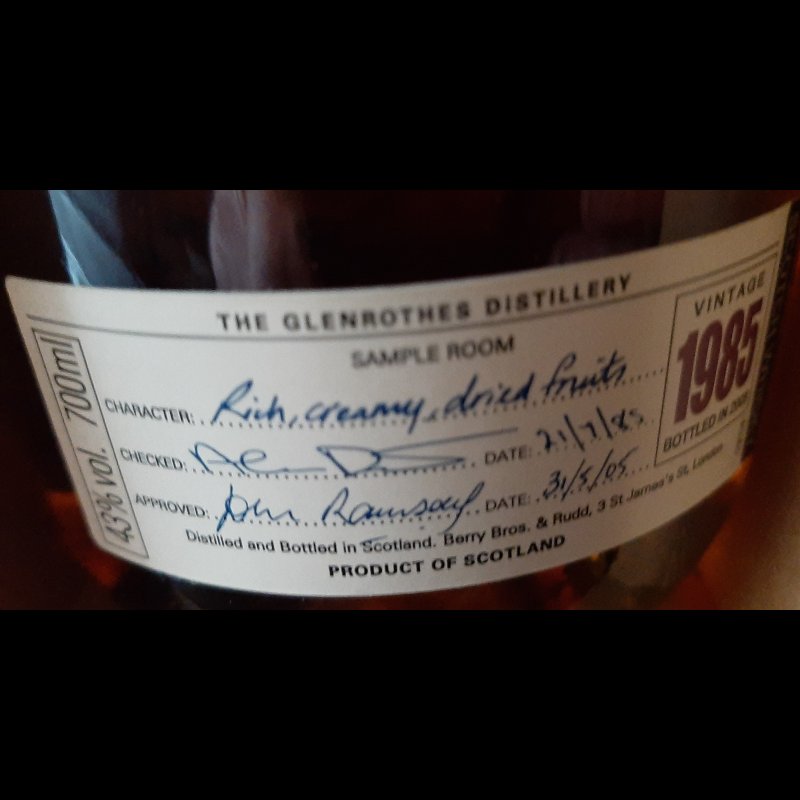 THE GLENROTHES DISTILLERY
SAMPLE ROOM
CHARACTER: Rich, creamy, dried fruits
CHECKED: DATE: 21/7/85
APPROVED: John Ramsay DATE: 31/5/05
Distilled and Bottled in Scotland. Berry Bros. & Rudd, 3 St James's St, London
PRODUCT OF SCOTLAND
43% vol. 700ml
VINTAGE
1985
BOTTLED IN